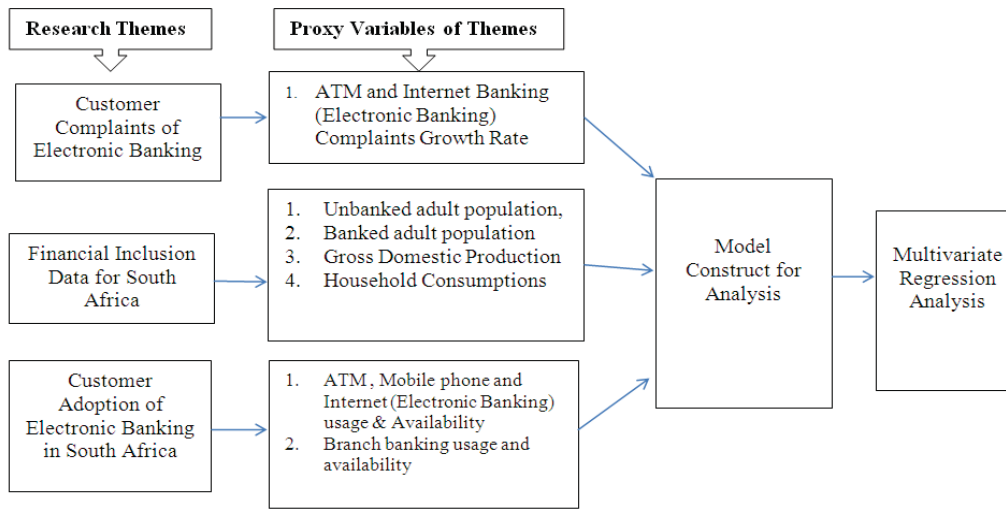 Research Themes
Proxy Variables of Themes
Customer
Complaints of
Electronic Banking
1. ATM and Internet Banking
(Electronic Banking)
Complaints Growth Rate
Financial Inclusion
Data for South
Africa
1. Unbanked adult population,
2. Banked adult population
3. Gross Domestic Production
4. Household Consumptions
Customer
Adoption of
Electronic Banking
in South Africa
1. ATM , Mobile phone and
Internet (Electronic Banking)
usage & Availability
2. Branch banking usage and
availability
Model
Construct for
Analysis
Multivariate
Regression
Analysis